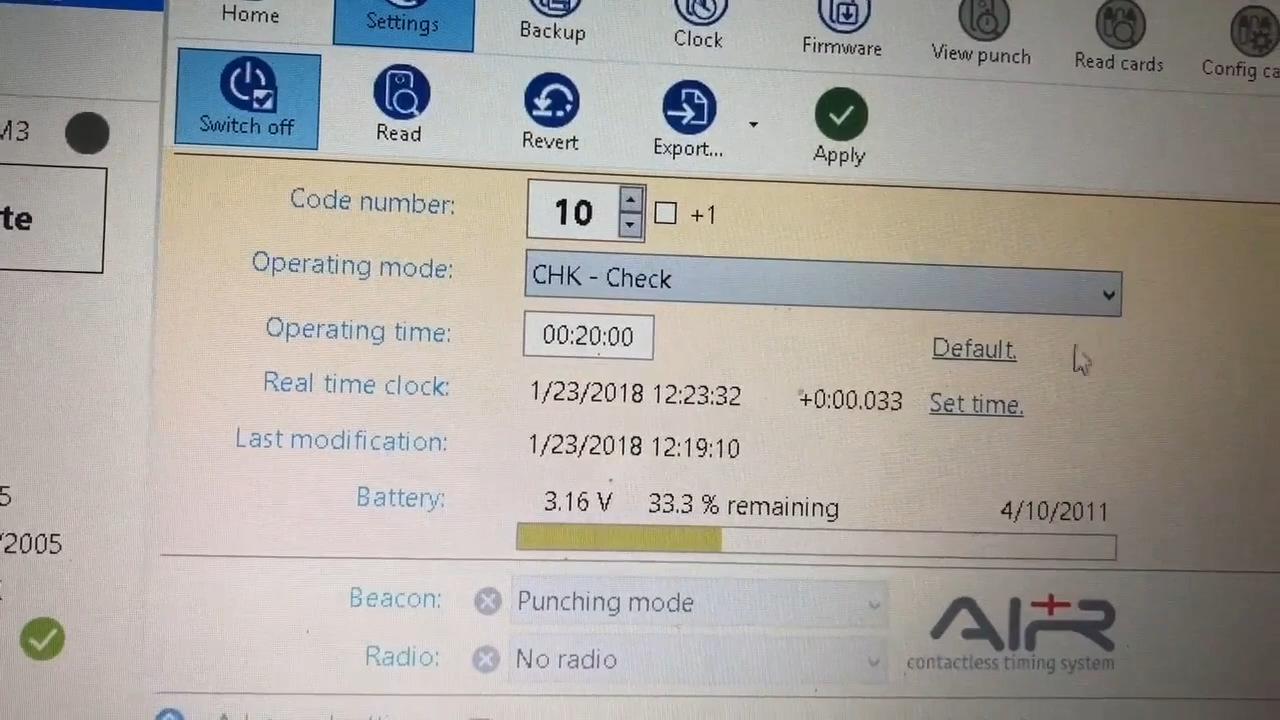 Home Settings Backup Clock Firmware View punch Read cards Config ca
Switch off Read Revert Export... Apply
M3
te
Code number: 10 +1
Operating mode: CHK - Check
Operating time: 00:20:00 Default.
Real time clock: 1/23/2018 12:23:32 +0:00.033 Set time.
Last modification: 1/23/2018 12:19:10
Battery: 3.16 V 33.3 % remaining 4/10/2011
5
/2005
Beacon: Punching mode
Radio: No radio
AIR+
contactless timing system